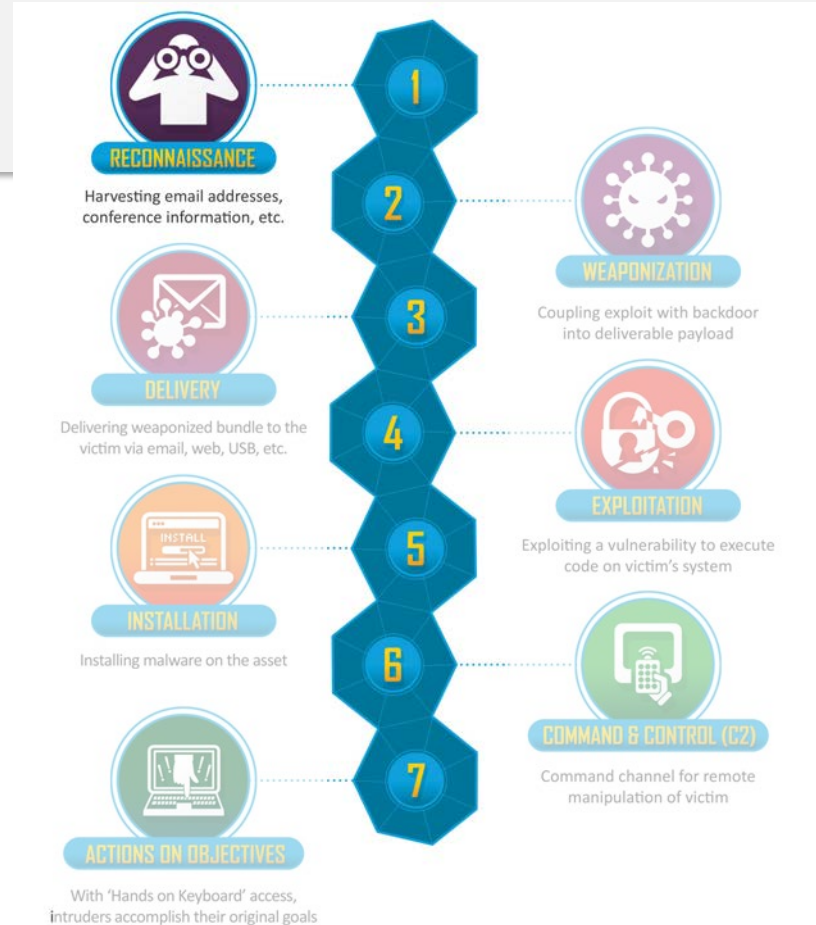 1
RECONNAISSANCE
Harvesting email addresses,
conference information, etc.
2
WEAPONIZATION
Coupling exploit with backdoor
into deliverable payload
3
DELIVERY
Delivering weaponized bundle to the
victim via email, web, USB, etc.
4
EXPLOITATION
Exploiting a vulnerability to execute
code on victim's system
5
INSTALL
INSTALLATION
Installing malware on the asset
6
COMMAND & CONTROL (C2)
Command channel for remote
manipulation of victim
7
ACTIONS ON OBJECTIVES
With ‘Hands on Keyboard’ access,
intruders accomplish their original goals